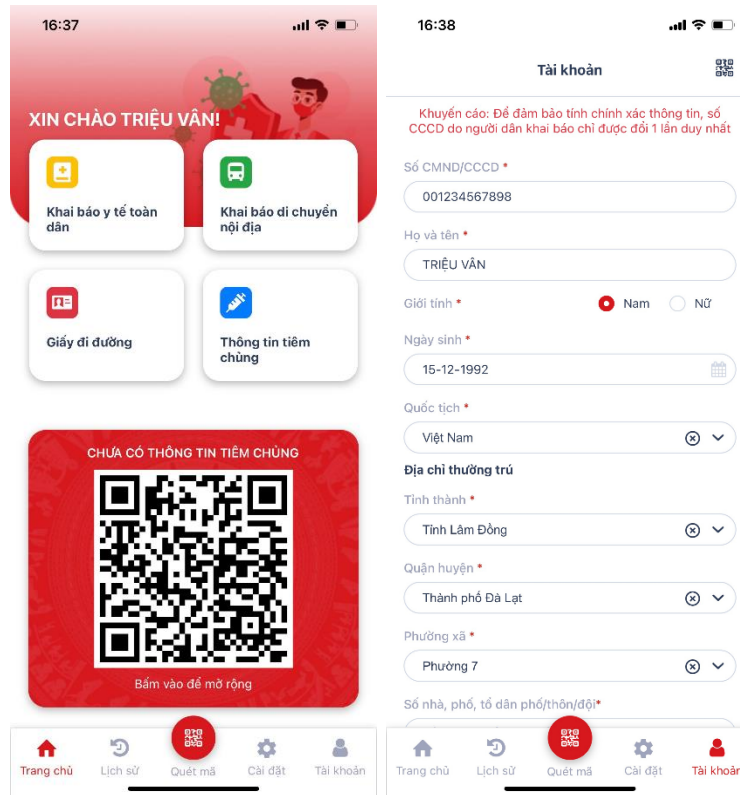 16:37
XIN CHÀO TRIỆU VÂN!
Khai báo y tế toàn
dân
Khai báo di chuyển
nội địa
Giấy đi đường
Thông tin tiêm
chủng
CHƯA CÓ THÔNG TIN TIÊM CHỦNG
Bấm vào để mở rộng
Trang chủ
Lịch sử
Quét mã
Cài đặt
Tài khoản
16:38
Tài khoản
Khuyến cáo: Để đảm bảo tính chính xác thông tin, số
CCCD do người dân khai báo chỉ được đổi 1 lần duy nhất
Số CMND/CCCD *
001234567898
Họ và tên *
TRIỆU VÂN
Giới tính * Nam Nữ
Ngày sinh *
15-12-1992
Quốc tịch *
Việt Nam
Địa chỉ thường trú
Tỉnh thành *
Tỉnh Lâm Đồng
Quận huyện *
Thành phố Đà Lạt
Phường xã *
Phường 7
Số nhà, phố, tổ dân phố/thôn/đội*
Trang chủ
Lịch sử
Quét mã
Cài đặt
Tài khoản